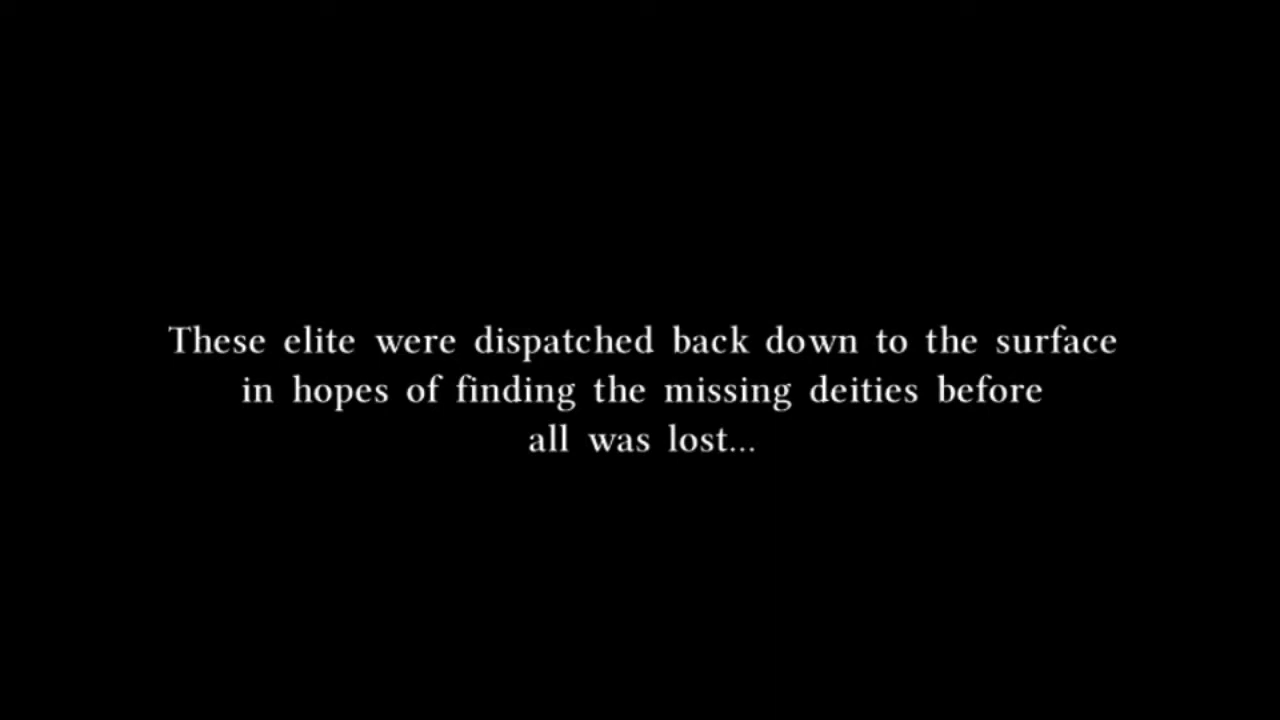 These elite were dispatched back down to the surface
in hopes of finding the missing deities before
all was lost...